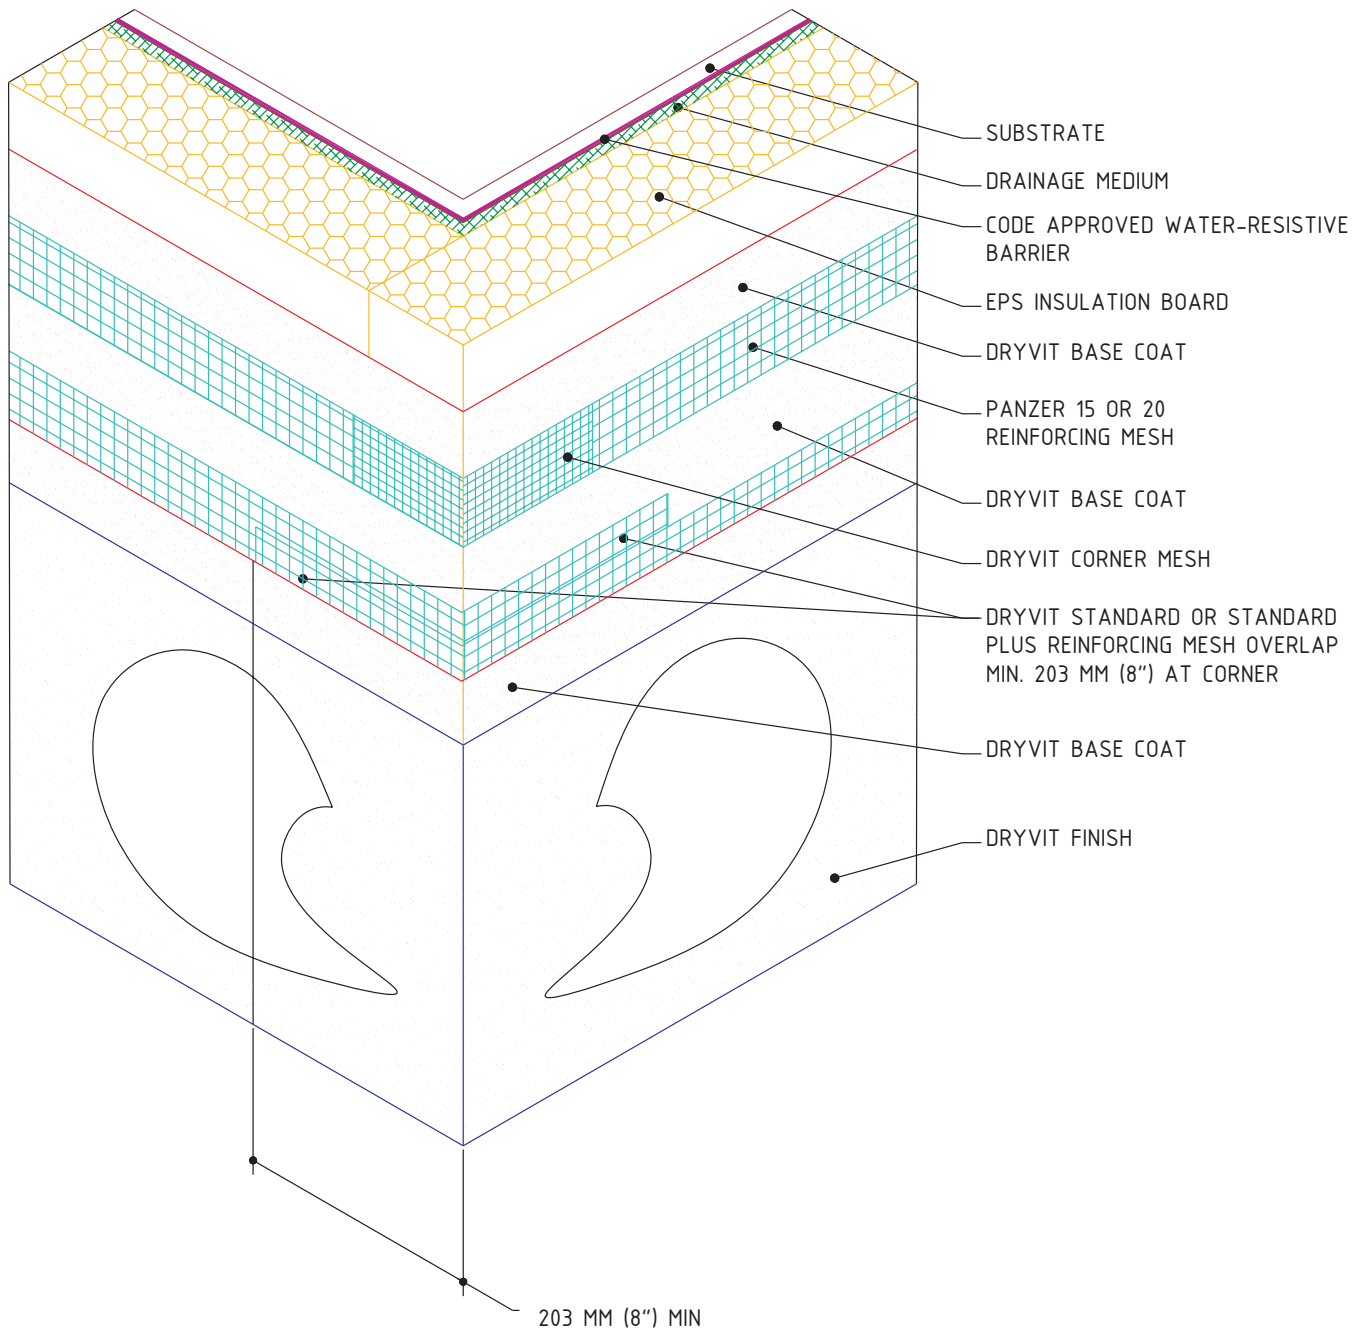 SUBSTRATE
DRAINAGE MEDIUM
CODE APPROVED WATER-RESISTIVE
BARRIER
EPS INSULATION BOARD
DRYVIT BASE COAT
PANZER 15 OR 20
REINFORCING MESH
DRYVIT BASE COAT
DRYVIT CORNER MESH
DRYVIT STANDARD OR STANDARD
PLUS REINFORCING MESH OVERLAP
MIN. 203 MM (8") AT CORNER
DRYVIT BASE COAT
DRYVIT FINISH
203 MM (8") MIN